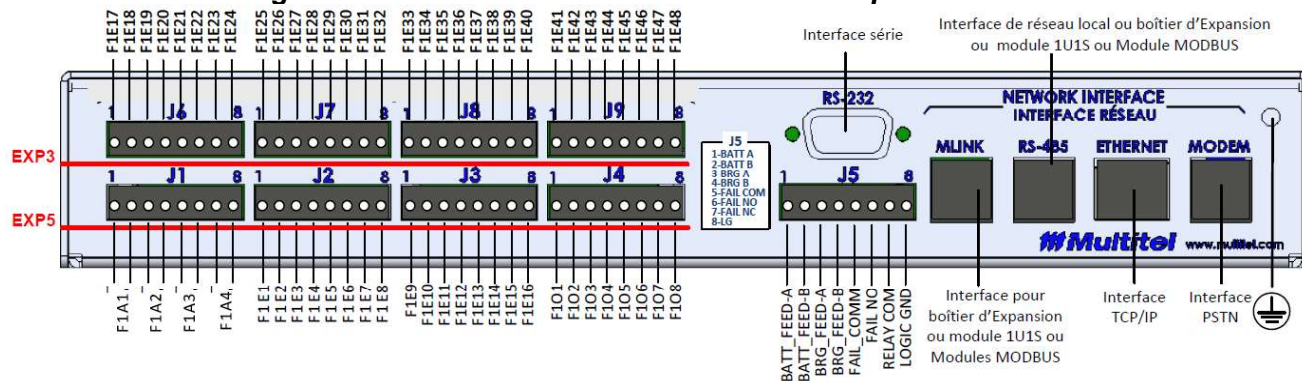 F1E17
F1E18
F1E19
F1E20
F1E21
F1E22
F1E23
F1E24
F1E25
F1E26
F1E27
F1E28
F1E29
F1E30
F1E31
F1E32
F1E33
F1E34
F1E35
F1E36
F1E37
F1E38
F1E39
F1E40
F1E41
F1E42
F1E43
F1E44
F1E45
F1E46
F1E47
F1E48
Interface série
Interface de réseau local ou boîtier d'Expansion
ou module 1U1S ou Module MODBUS
1 J6 8
1 J7 8
1 J8 8
1 J9 8
RS-232
NETWORK INTERFACE
INTERFACE RÉSEAU
MLINK RS-485 ETHERNET MODEM
EXP3
J5
1-BATT A
2-BATT B
3 BRG A
4-BRG B
5-FAIL COM
6-FAIL NO
7-FAIL NC
8-LG
1 J1 8
1 J2 8
1 J3 8
1 J4 8
1 J5 8
EXP5
Multitel www.multitel.com
-
F1A1,
-
F1A2,
-
F1A3,
-
F1A4,
F1E1
F1E2
F1E3
F1E4
F1E5
F1E6
F1E7
F1E8
F1E9
F1E10
F1E11
F1E12
F1E13
F1E14
F1E15
F1E16
F1O1
F1O2
F1O3
F1O4
F1O5
F1O6
F1O7
F1O8
BATT_FEED-A
BATT_FEED-B
BRG_FEED-A
BRG_FEED-B
FAIL_COMM
FAIL NO
RELAY COM
LOGIC GND
Interface pour
boîtier d'Expansion
ou module 1U1S ou
Modules MODBUS
Interface
TCP/IP
Interface
PSTN